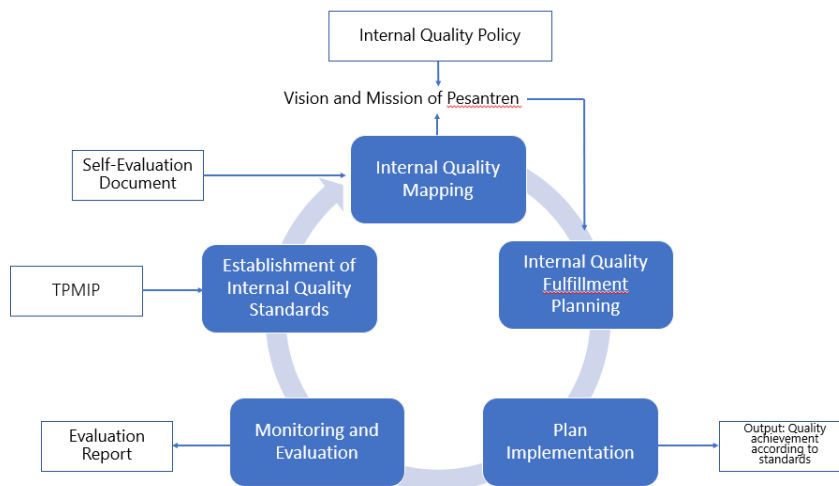 Internal Quality Policy
Vision and Mission of Pesantren
Internal Quality
Mapping
Self-Evaluation
Document
Establishment of
Internal Quality
Standards
Internal Quality
Fulfillment
Planning
TPMIP
Monitoring and
Evaluation
Plan
Implementation
Evaluation
Report
Output: Quality
achievement
according to
standards